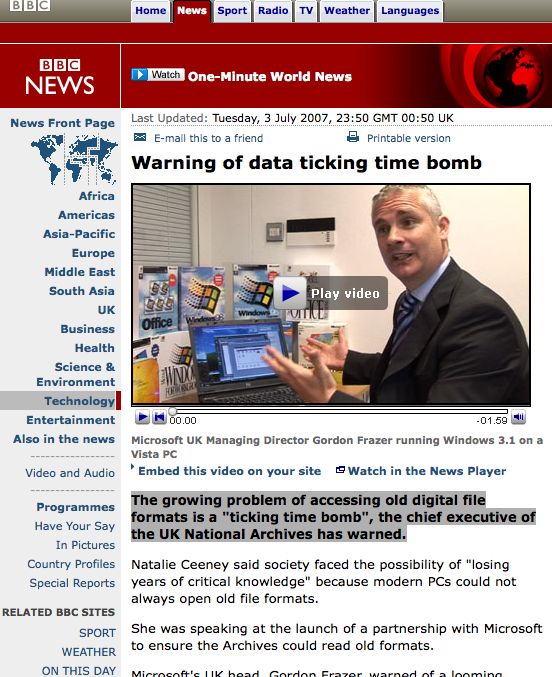 BBC
Home News Sport Radio TV Weather Languages
BBC
NEWS
Watch One-Minute World News
News Front Page
Africa
Americas
Asia-Pacific
Europe
Middle East
South Asia
UK
Business
Health
Science &
Environment
Technology
Entertainment
Also in the news
-----------------
Video and Audio
-----------------
Programmes
Have Your Say
In Pictures
Country Profiles
Special Reports
RELATED BBC SITES
SPORT
WEATHER
ON THIS DAY
Last Updated: Tuesday, 3 July 2007, 23:50 GMT 00:50 UK
E-mail this to a friend Printable version
Warning of data ticking time bomb
Office
Windows
Play video
00.00 -01.59
Microsoft UK Managing Director Gordon Frazer running Windows 3.1 on a
Vista PC
Embed this video on your site Watch in the News Player
The growing problem of accessing old digital file
formats is a "ticking time bomb", the chief executive of
the UK National Archives has warned.
Natalie Ceeney said society faced the possibility of "losing
years of critical knowledge" because modern PCs could not
always open old file formats.
She was speaking at the launch of a partnership with Microsoft
to ensure the Archives could read old formats.
Microsoft's UK head, Gordon Frazer, warned of a looming